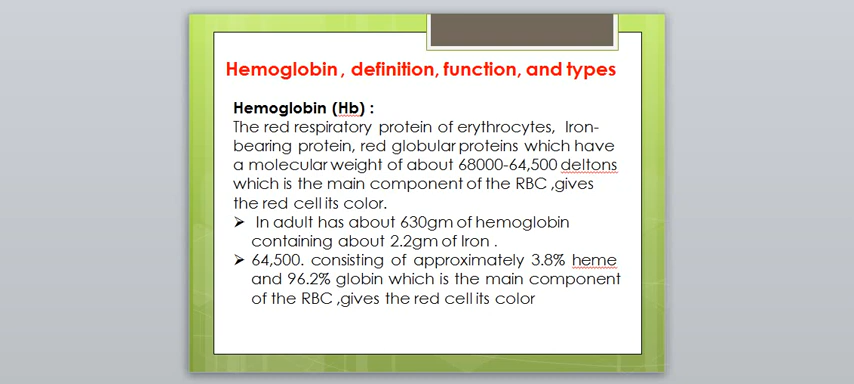 Hemoglobin , definition, function, and types
Hemoglobin (Hb) :
The red respiratory protein of erythrocytes, Iron-
bearing protein, red globular proteins which have
a molecular weight of about 68000-64,500 deltons
which is the main component of the RBC ,gives
the red cell its color.
➢ In adult has about 630gm of hemoglobin
containing about 2.2gm of Iron .
➢ 64,500. consisting of approximately 3.8% heme
and 96.2% globin which is the main component
of the RBC ,gives the red cell its color